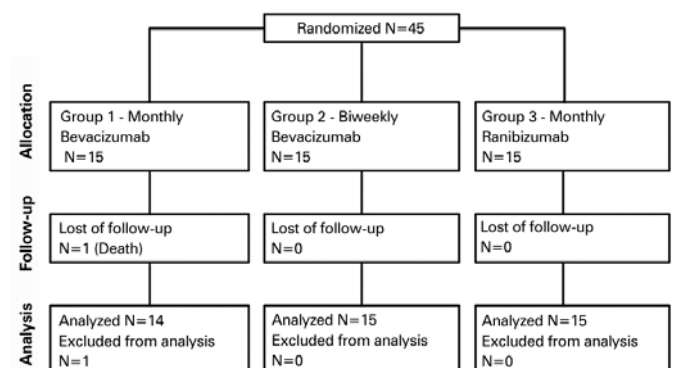 Randomized N=45
Allocation
Group 1 - Monthly
Bevacizumab
N=15
Group 2 - Biweekly
Bevacizumab
N=15
Group 3 - Monthly
Ranibizumab
N=15
Follow-up
Lost of follow-up
N=1 (Death)
Lost of follow-up
N=0
Lost of follow-up
N=0
Analysis
Analyzed N=14
Excluded from analysis
N=1
Analyzed N=15
Excluded from analysis
N=0
Analyzed N=15
Excluded from analysis
N=0